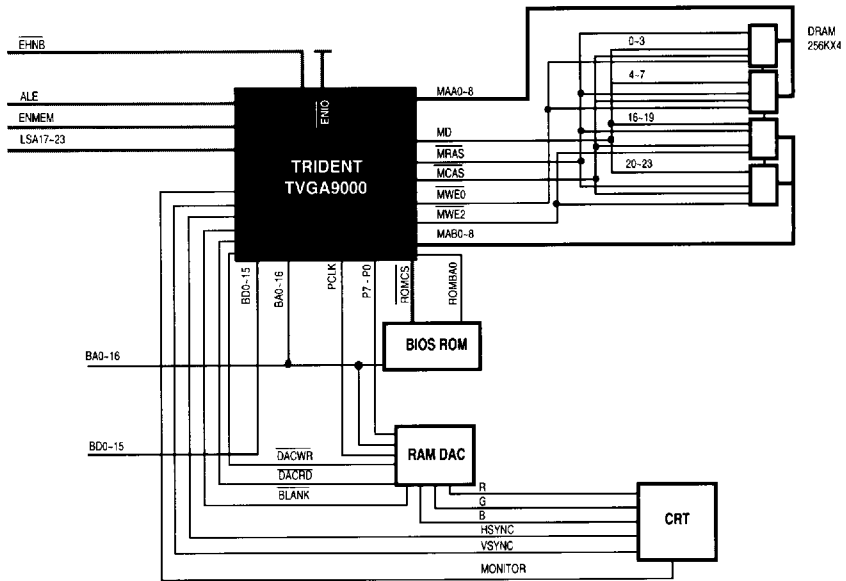 EHNB
ALE
ENMEM
LSA17~23
ENIO
TRIDENT
TVGA9000
MAA0~8
MD
MRAS
MCAS
MWE0
MWE2
MAB0~8
0~3
4~7
16~19
20~23
DRAM
256KX4
BD0~15
BA0~16
PCLK
P7 - P0
ROMCS
ROMBA0
BIOS ROM
BA0~16
BD0~15
RAM DAC
DACWR
DACRD
BLANK
R
G
B
HSYNC
VSYNC
MONITOR
CRT